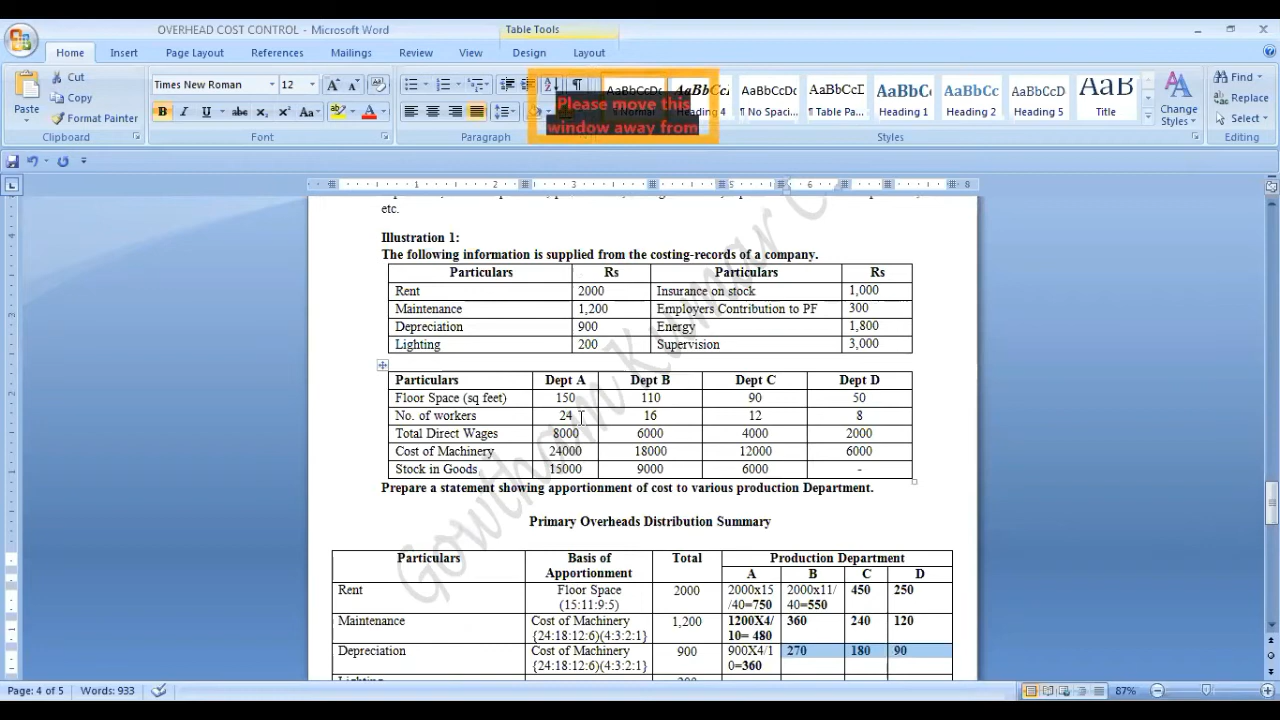 OVERHEAD COST CONTROL - Microsoft Word
Table Tools
Home Insert Page Layout References Mailings Review View Design Layout
Paste
Cut
Copy
Format Painter
Clipboard
Times New Roman 12
Font
Paragraph
Please move this
window away from
AaBbCcDc AaBbCcI AaBbCcDc AaBbCcD AaBbC AaBbCc AaBbCcD AaB
¶ Normal Heading 4 ¶ No Spaci... ¶ Table Pa... Heading 1 Heading 2 Heading 5 Title
Change
Styles
Styles
Find
Replace
Select
Editing
etc.
Illustration 1:
The following information is supplied from the costing-records of a company.
Particulars Rs Particulars Rs
Rent 2000 Insurance on stock 1,000
Maintenance 1,200 Employers Contribution to PF 300
Depreciation 900 Energy 1,800
Lighting 200 Supervision 3,000
Particulars Dept A Dept B Dept C Dept D
Floor Space (sq feet) 150 110 90 50
No. of workers 24 16 12 8
Total Direct Wages 8000 6000 4000 2000
Cost of Machinery 24000 18000 12000 6000
Stock in Goods 15000 9000 6000 -
Prepare a statement showing apportionment of cost to various production Department.
Primary Overheads Distribution Summary
Particulars Basis of Total Production Department
Apportionment A B C D
Rent Floor Space 2000 2000x15 2000x11/ 450 250
(15:11:9:5) /40=750 40=550
Maintenance Cost of Machinery 1,200 1200X4/ 360 240 120
{24:18:12:6)(4:3:2:1} 10= 480
Depreciation Cost of Machinery 900 900X4/1 270 180 90
{24:18:12:6)(4:3:2:1} 0=360
Gowtham Kumar
Page: 4 of 5 Words: 933 87%